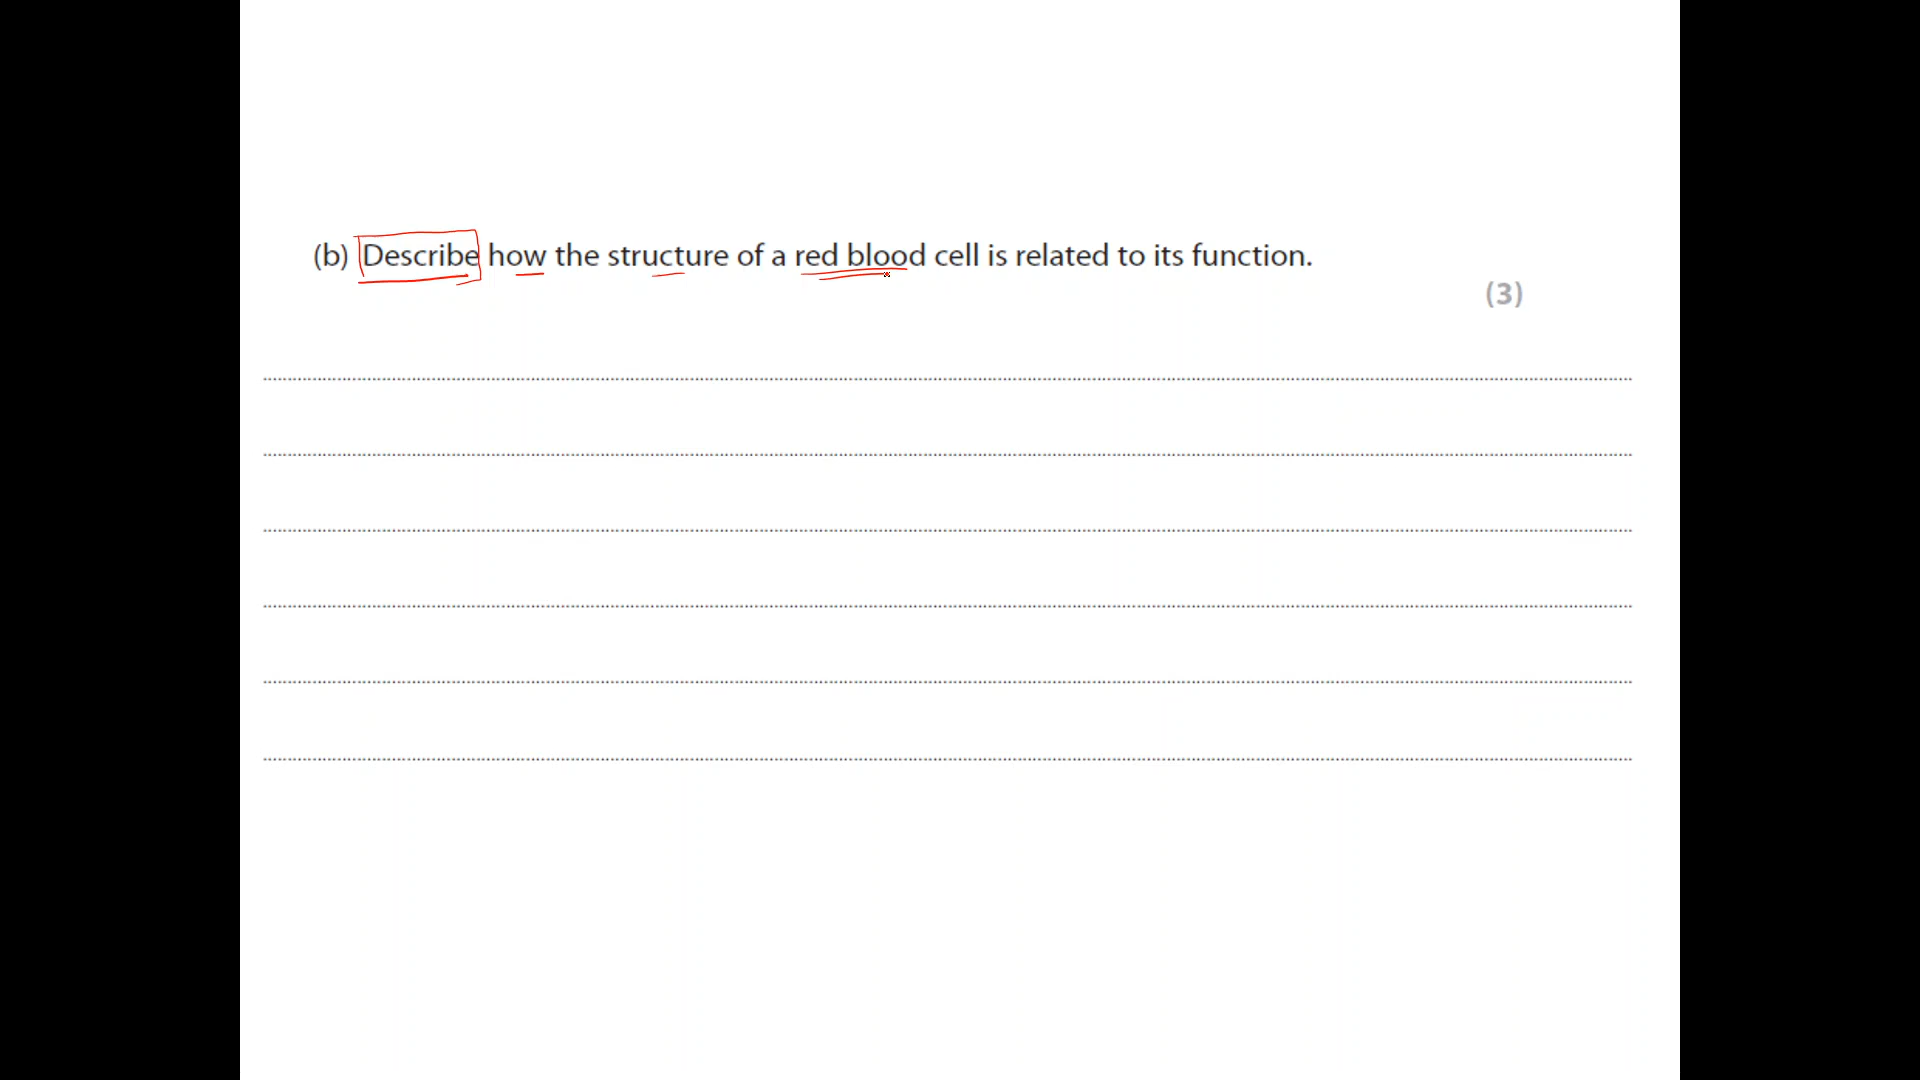 (b) Describe how the structure of a red blood cell is related to its function.
(3)